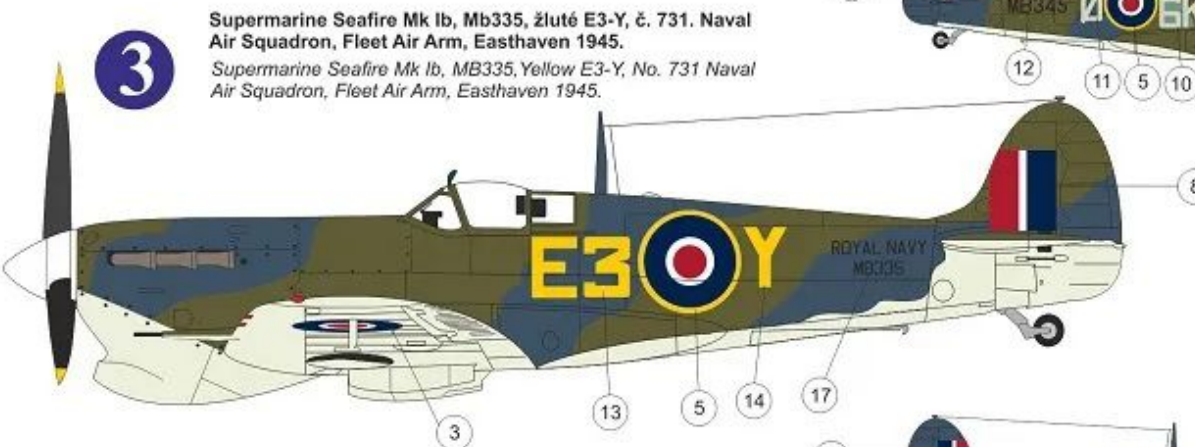 3
Supermarine Seafire Mk Ib, Mb335, žluté E3-Y, č. 731. Naval
Air Squadron, Fleet Air Arm, Easthaven 1945.
Supermarine Seafire Mk Ib, MB335,Yellow E3-Y, No. 731 Naval
Air Squadron, Fleet Air Arm, Easthaven 1945.
MB345
6K
12
11
5
10
8
E3
Y
ROYAL NAVY
MB335
13
5
14
17
3